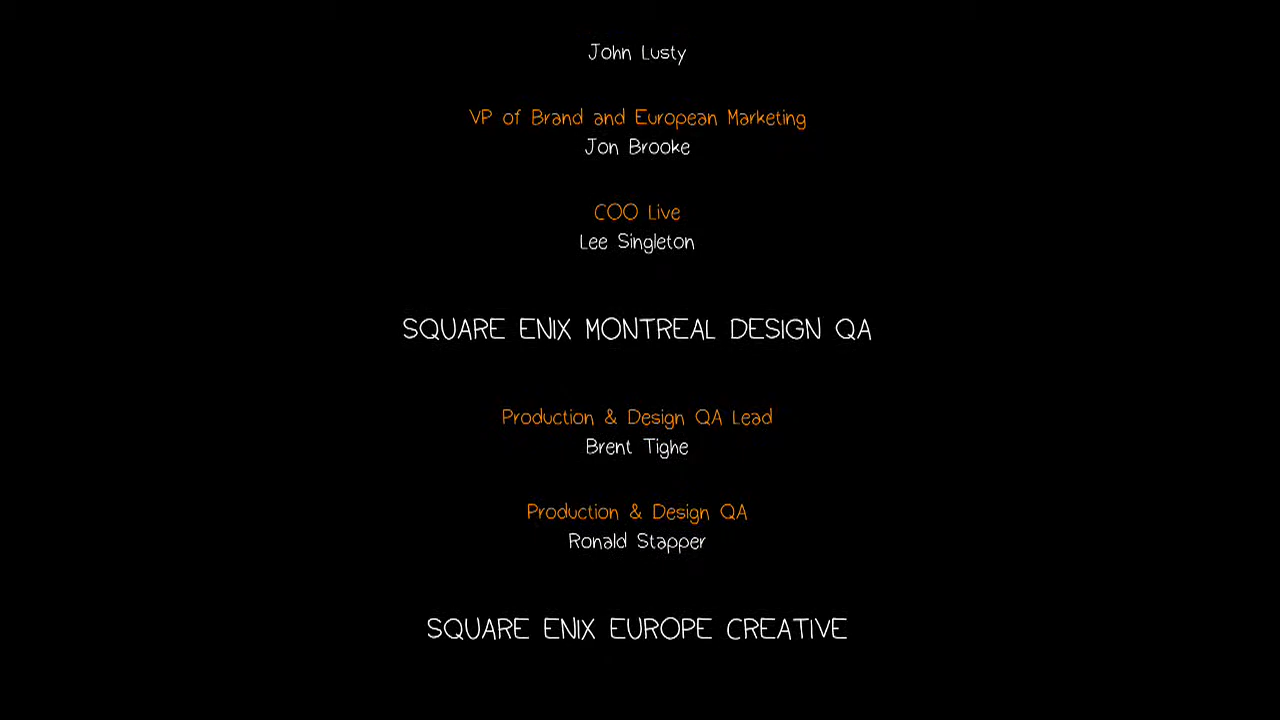 John Lusty
VP of Brand and European Marketing
Jon Brooke
COO Live
Lee Singleton
SQUARE ENIX MONTREAL DESIGN QA
Production & Design QA Lead
Brent Tighe
Production & Design QA
Ronald Stapper
SQUARE ENIX EUROPE CREATIVE